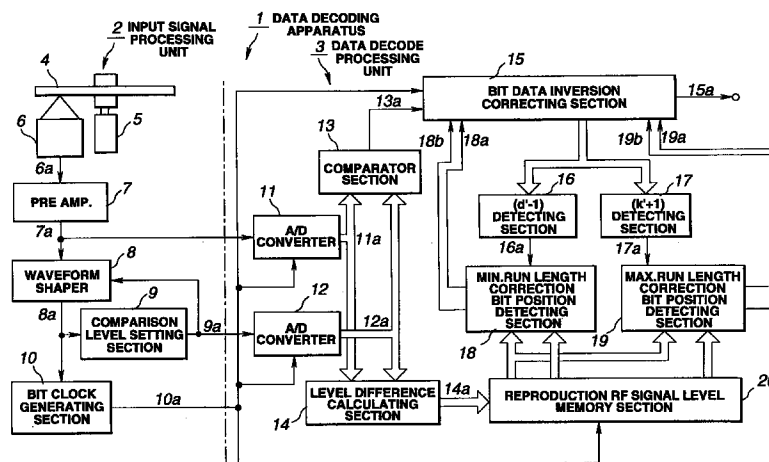 1 DATA DECODING
APPARATUS
2 INPUT SIGNAL
PROCESSING
UNIT
3 DATA DECODE
PROCESSING
UNIT
4
5
6
6a
PRE AMP.
7
7a
WAVEFORM
SHAPER
8
8a
COMPARISON
LEVEL SETTING
SECTION
9
9a
10
BIT CLOCK
GENERATING
SECTION
10a
11
A/D
CONVERTER
11a
12
A/D
CONVERTER
12a
13
COMPARATOR
SECTION
13a
LEVEL DIFFERENCE
CALCULATING
SECTION
14
14a
15
BIT DATA INVERSION
CORRECTING SECTION
15a
18b
18a
19b
19a
16
(d'-1)
DETECTING
SECTION
16a
17
(k'+1)
DETECTING
SECTION
17a
MIN.RUN LENGTH
CORRECTION
BIT POSITION
DETECTING
SECTION
18
MAX.RUN LENGTH
CORRECTION
BIT POSITION
DETECTING
SECTION
19
REPRODUCTION RF SIGNAL LEVEL
MEMORY SECTION
20